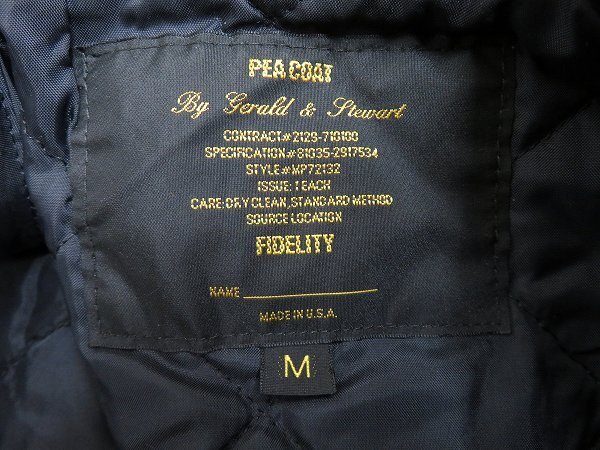 PEA COAT
By Gerald & Stewart
CONTRACT#2129-710100
SPECIFICATION#81035-2917534
STYLE#MP72132
ISSUE: 1 EACH
CARE: DRY CLEAN, STANDARD METHOD
SOURCE LOCATION
FIDELITY
NAME
MADE IN U.S.A.
M